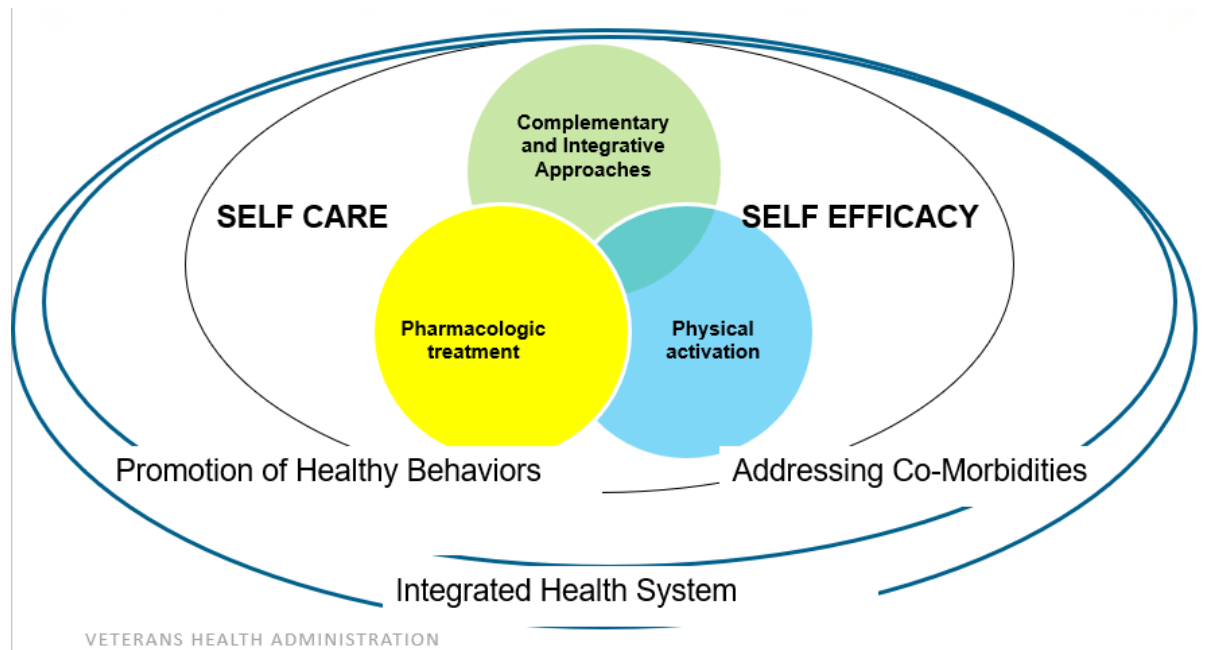 Complementary
and Integrative
Approaches
SELF CARE
SELF EFFICACY
Pharmacologic
treatment
Physical
activation
Promotion of Healthy Behaviors
Addressing Co-Morbidities
Integrated Health System
VETERANS HEALTH ADMINISTRATION